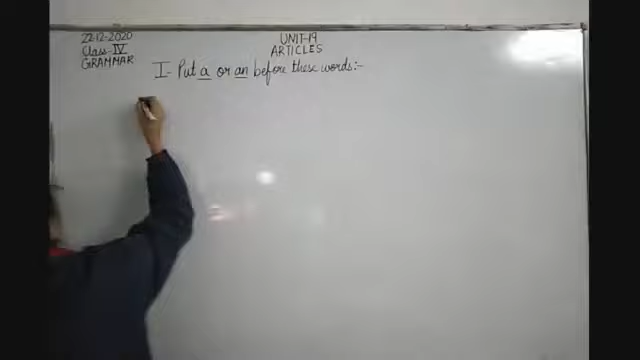 22-12-2020
Class-IV
GRAMMAR
UNIT-19
ARTICLES
I- Put a or an before these words:-